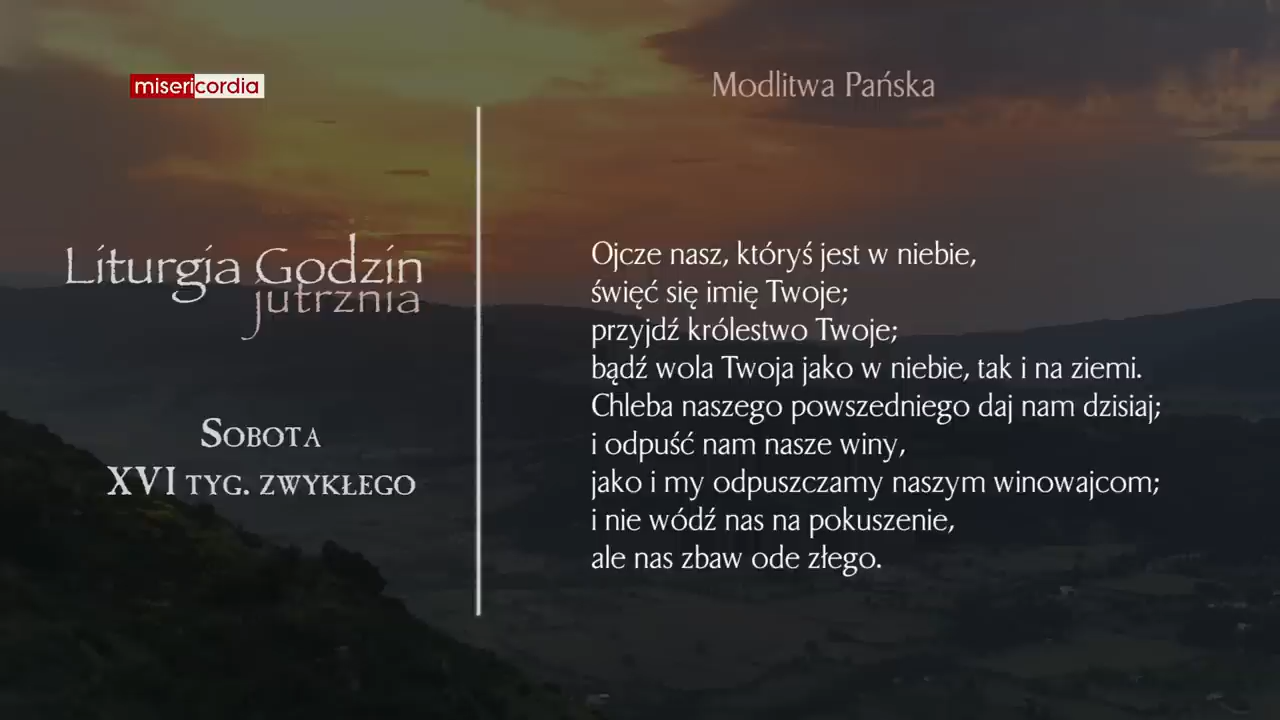 misericordia
Liturgia Godzin
jutrznia
Sobota
XVI tyg. zwykłego
Modlitwa Pańska
Ojcze nasz, któryś jest w niebie,
święć się imię Twoje;
przyjdź królestwo Twoje;
bądź wola Twoja jako w niebie, tak i na ziemi.
Chleba naszego powszedniego daj nam dzisiaj;
i odpuść nam nasze winy,
jako i my odpuszczamy naszym winowajcom;
i nie wódź nas na pokuszenie,
ale nas zbaw ode złego.